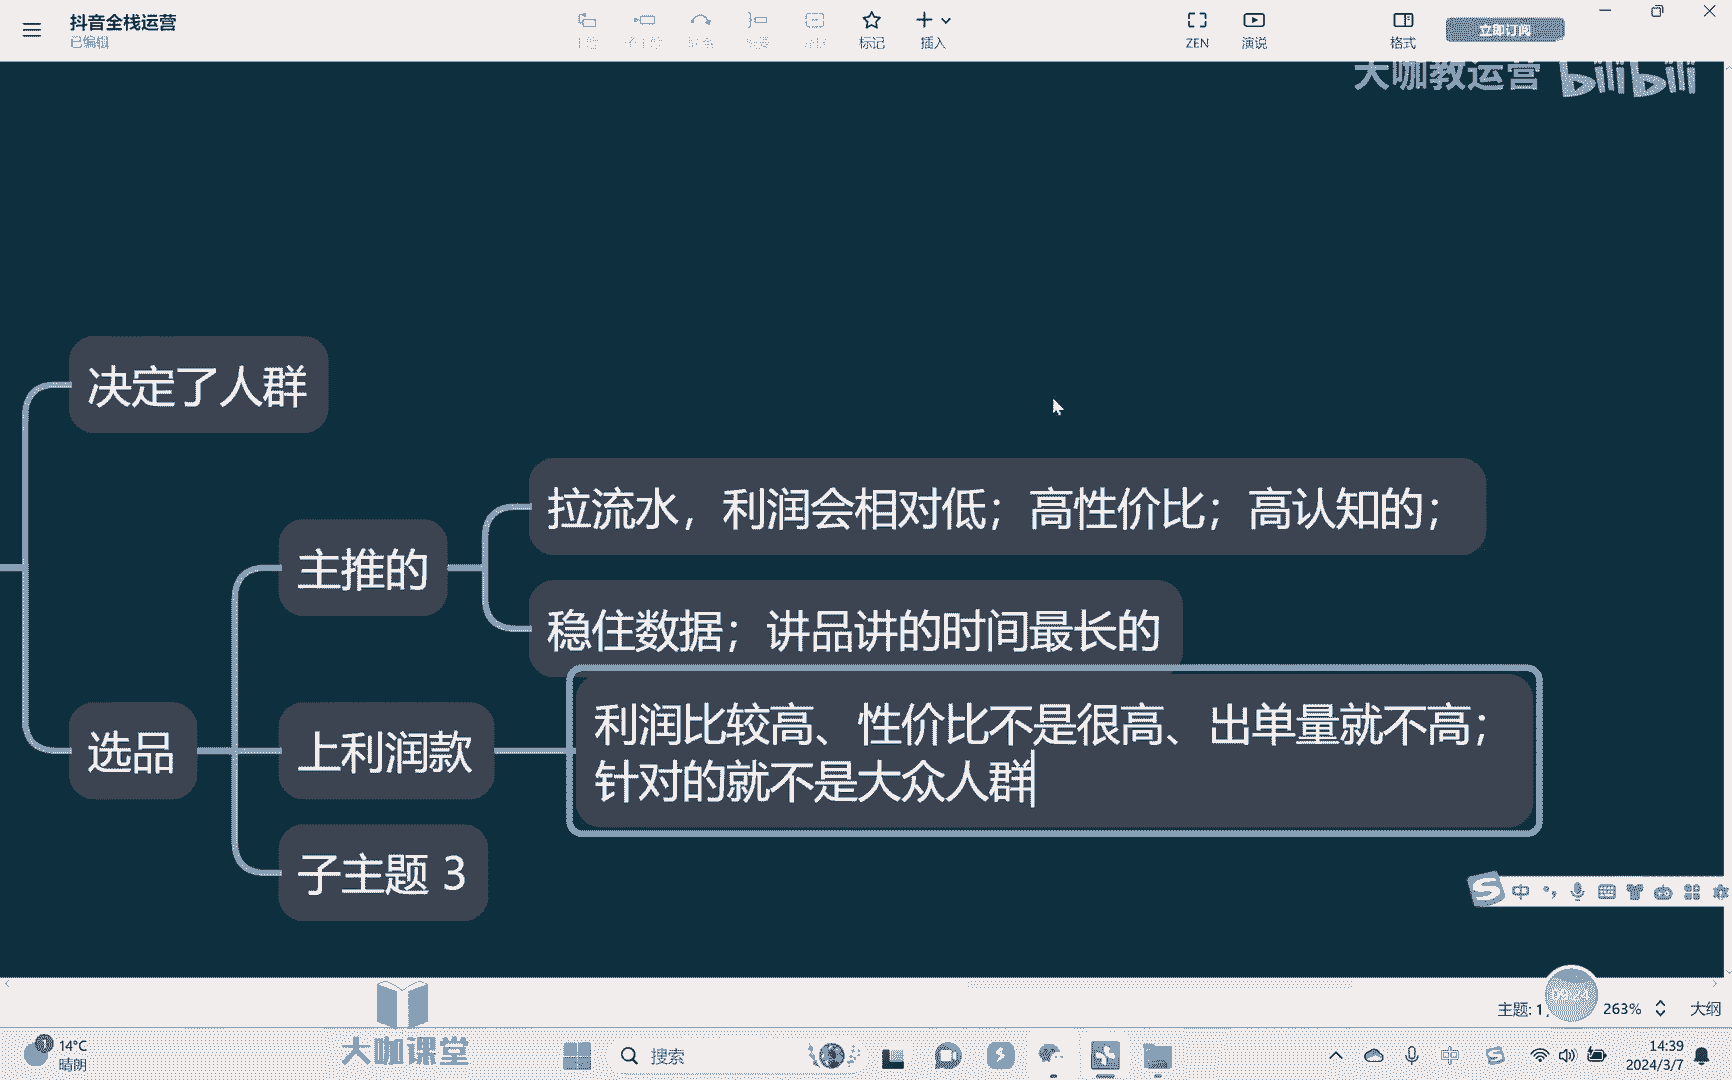 抖音全栈运营
已编辑
标记
插入
ZEN
演说
格式
立即订阅
大咖教运营 bilibili
决定了人群
主推的
拉流水，利润会相对低；高性价比；高认知的；
稳住数据；讲品讲的时间最长的
选品
上利润款
利润比较高、性价比不是很高、出单量就不高；
针对的就不是大众人群
子主题 3
中
主题: 1
09:24
263%
大纲
大咖课堂
1
14°C
晴朗
搜索
中
14:39
2024/3/7